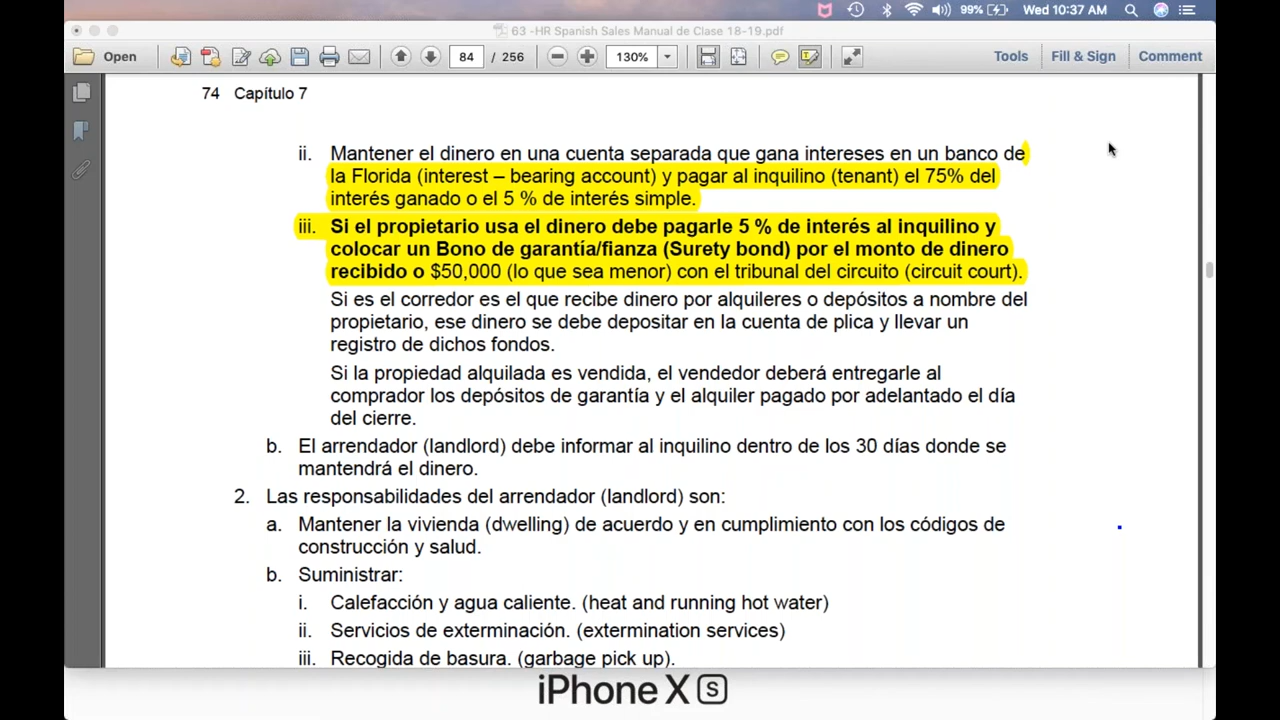 99% Wed 10:37 AM
63 -HR Spanish Sales Manual de Clase 18-19.pdf
Open 84 / 256 130% Tools Fill & Sign Comment
74 Capítulo 7
ii. Mantener el dinero en una cuenta separada que gana intereses en un banco de
la Florida (interest – bearing account) y pagar al inquilino (tenant) el 75% del
interés ganado o el 5 % de interés simple.
iii. Si el propietario usa el dinero debe pagarle 5 % de interés al inquilino y
colocar un Bono de garantía/fianza (Surety bond) por el monto de dinero
recibido o $50,000 (lo que sea menor) con el tribunal del circuito (circuit court).
Si es el corredor es el que recibe dinero por alquileres o depósitos a nombre del
propietario, ese dinero se debe depositar en la cuenta de plica y llevar un
registro de dichos fondos.
Si la propiedad alquilada es vendida, el vendedor deberá entregarle al
comprador los depósitos de garantía y el alquiler pagado por adelantado el día
del cierre.
b. El arrendador (landlord) debe informar al inquilino dentro de los 30 días donde se
mantendrá el dinero.
2. Las responsabilidades del arrendador (landlord) son:
a. Mantener la vivienda (dwelling) de acuerdo y en cumplimiento con los códigos de
construcción y salud.
b. Suministrar:
i. Calefacción y agua caliente. (heat and running hot water)
ii. Servicios de exterminación. (extermination services)
iii. Recogida de basura. (garbage pick up).
iPhone XS